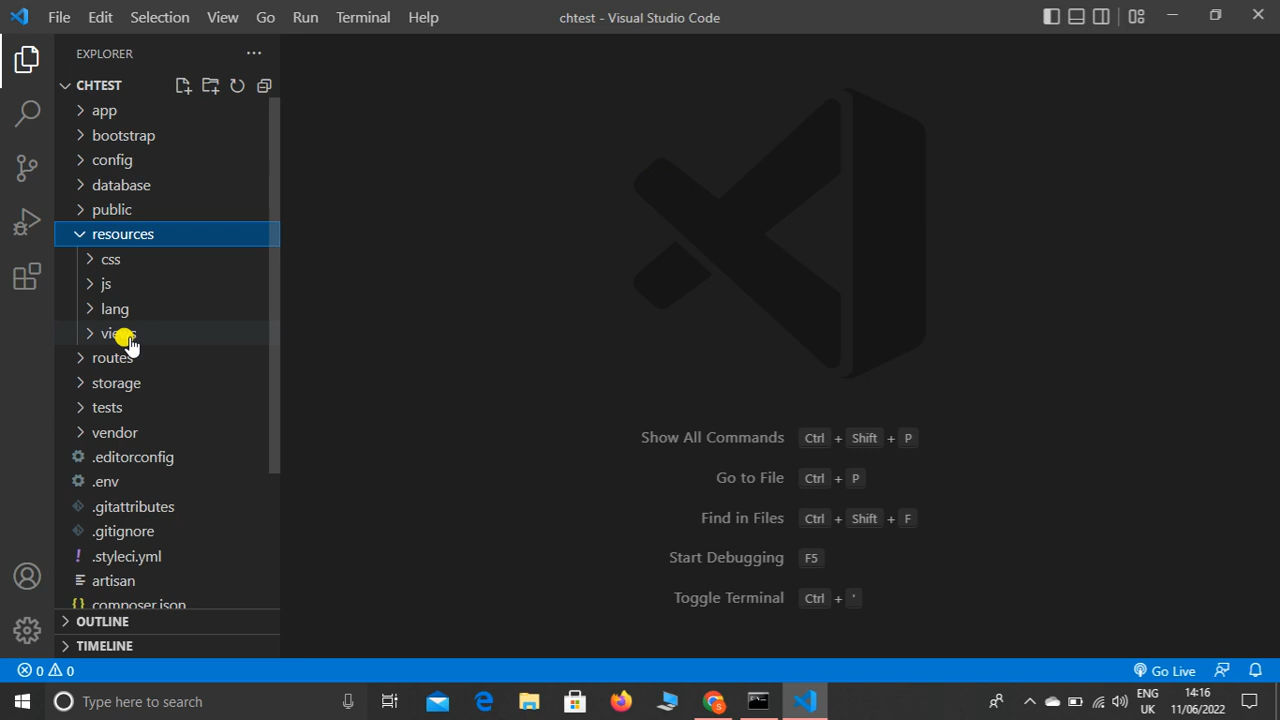 File Edit Selection View Go Run Terminal Help
chtest - Visual Studio Code
EXPLORER
CHTEST
app
bootstrap
config
database
public
resources
css
js
lang
views
routes
storage
tests
vendor
.editorconfig
.env
.gitattributes
.gitignore
.styleci.yml
artisan
composer.json
OUTLINE
TIMELINE
Show All Commands Ctrl + Shift + P
Go to File Ctrl + P
Find in Files Ctrl + Shift + F
Start Debugging F5
Toggle Terminal Ctrl + '
0 0
Go Live
Type here to search
ENG
UK
14:16
11/06/2022